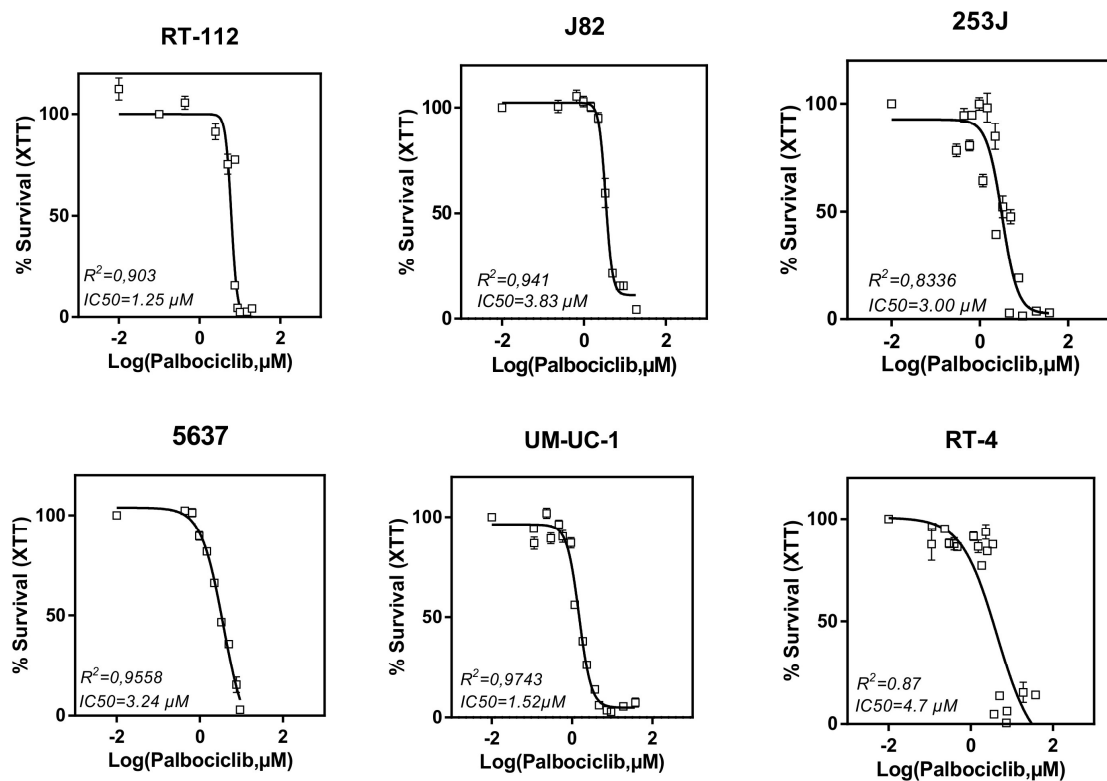 RT-112
% Survival (XTT)
100
50
0
R²=0,903
IC50=1.25 µM
-2 0 2
Log(Palbociclib,µM)
J82
% Survival (XTT)
100
50
0
R²=0,941
IC50=3.83 µM
-2 0 2
Log(Palbociclib,µM)
253J
% Survival (XTT)
100
50
0
R²=0,8336
IC50=3.00 µM
-2 0 2
Log(Palbociclib,µM)
5637
% Survival (XTT)
100
50
0
R²=0,9558
IC50=3.24 µM
-2 0 2
Log(Palbociclib,µM)
UM-UC-1
% Survival (XTT)
100
50
0
R²=0,9743
IC50=1.52µM
-2 0 2
Log(Palbociclib,µM)
RT-4
% Survival (XTT)
100
50
0
R²=0.87
IC50=4.7 µM
-2 0 2
Log(Palbociclib,µM)